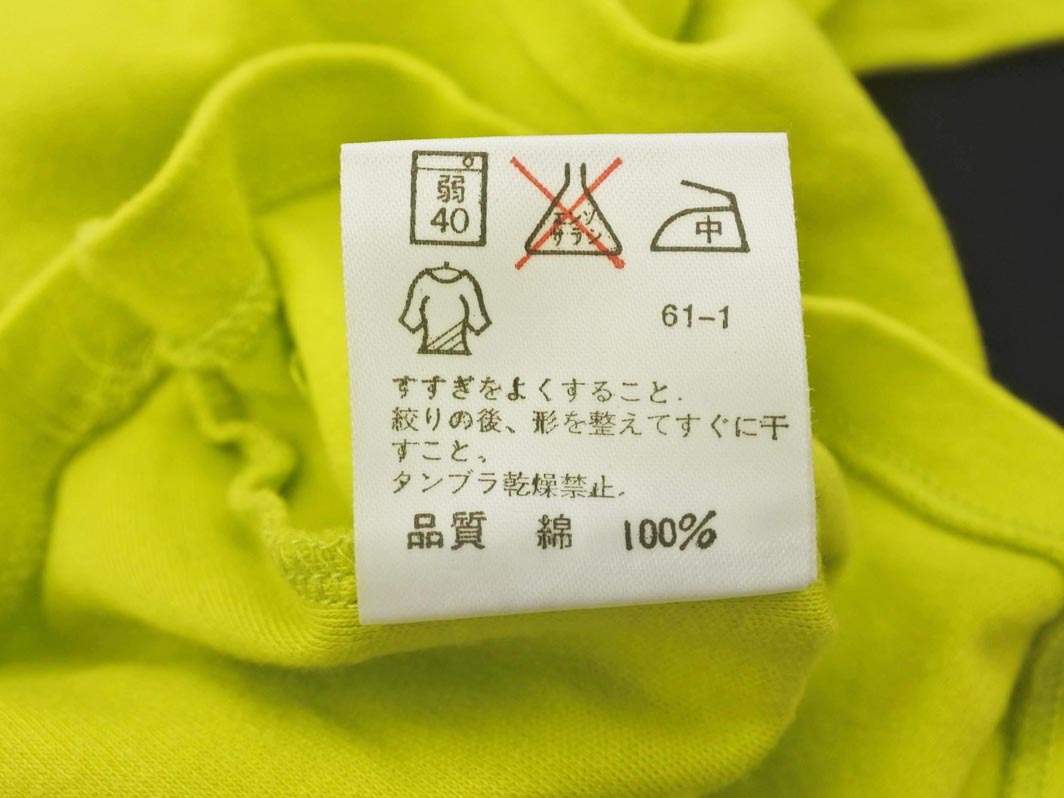 弱
40
エンソ
サラシ
中
61-1
すすぎをよくすること.
絞りの後、形を整えてすぐに干
すこと.
タンブラ乾燥禁止.
品質 綿 100%